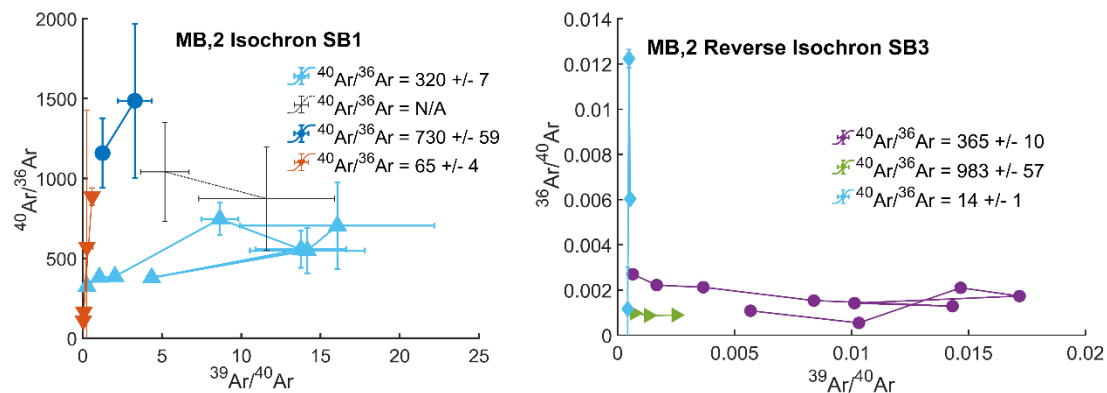 MB,2 Isochron SB1
⁴⁰Ar/³⁶Ar = 320 +/- 7
⁴⁰Ar/³⁶Ar = N/A
⁴⁰Ar/³⁶Ar = 730 +/- 59
⁴⁰Ar/³⁶Ar = 65 +/- 4
⁴⁰Ar/³⁶Ar
2000
1500
1000
500
0
0 5 10 15 20 25
³⁹Ar/⁴⁰Ar
MB,2 Reverse Isochron SB3
⁴⁰Ar/³⁶Ar = 365 +/- 10
⁴⁰Ar/³⁶Ar = 983 +/- 57
⁴⁰Ar/³⁶Ar = 14 +/- 1
³⁶Ar/⁴⁰Ar
0.014
0.012
0.01
0.008
0.006
0.004
0.002
0
0 0.005 0.01 0.015 0.02
³⁹Ar/⁴⁰Ar